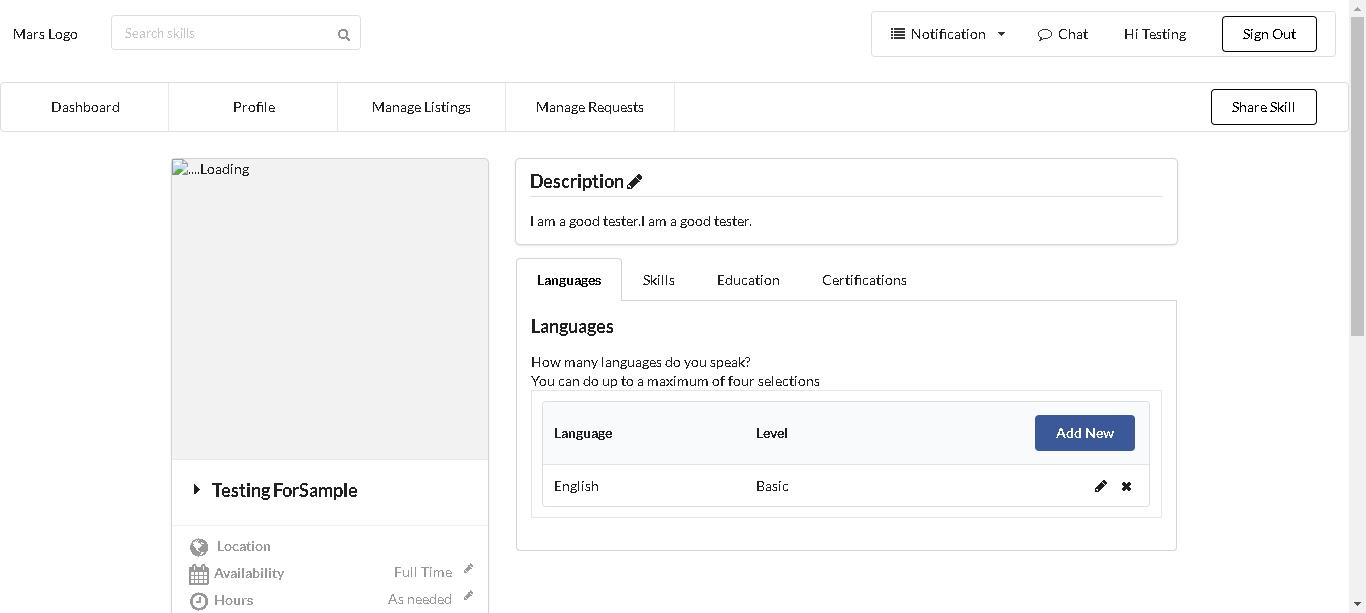 Mars Logo
Search skills
Notification
Chat
Hi Testing
Sign Out
Dashboard
Profile
Manage Listings
Manage Requests
Share Skill
....Loading
Description
I am a good tester.I am a good tester.
Languages
Skills
Education
Certifications
Languages
How many languages do you speak?
You can do up to a maximum of four selections
Language
Level
Add New
English
Basic
Testing ForSample
Location
Availability
Full Time
Hours
As needed